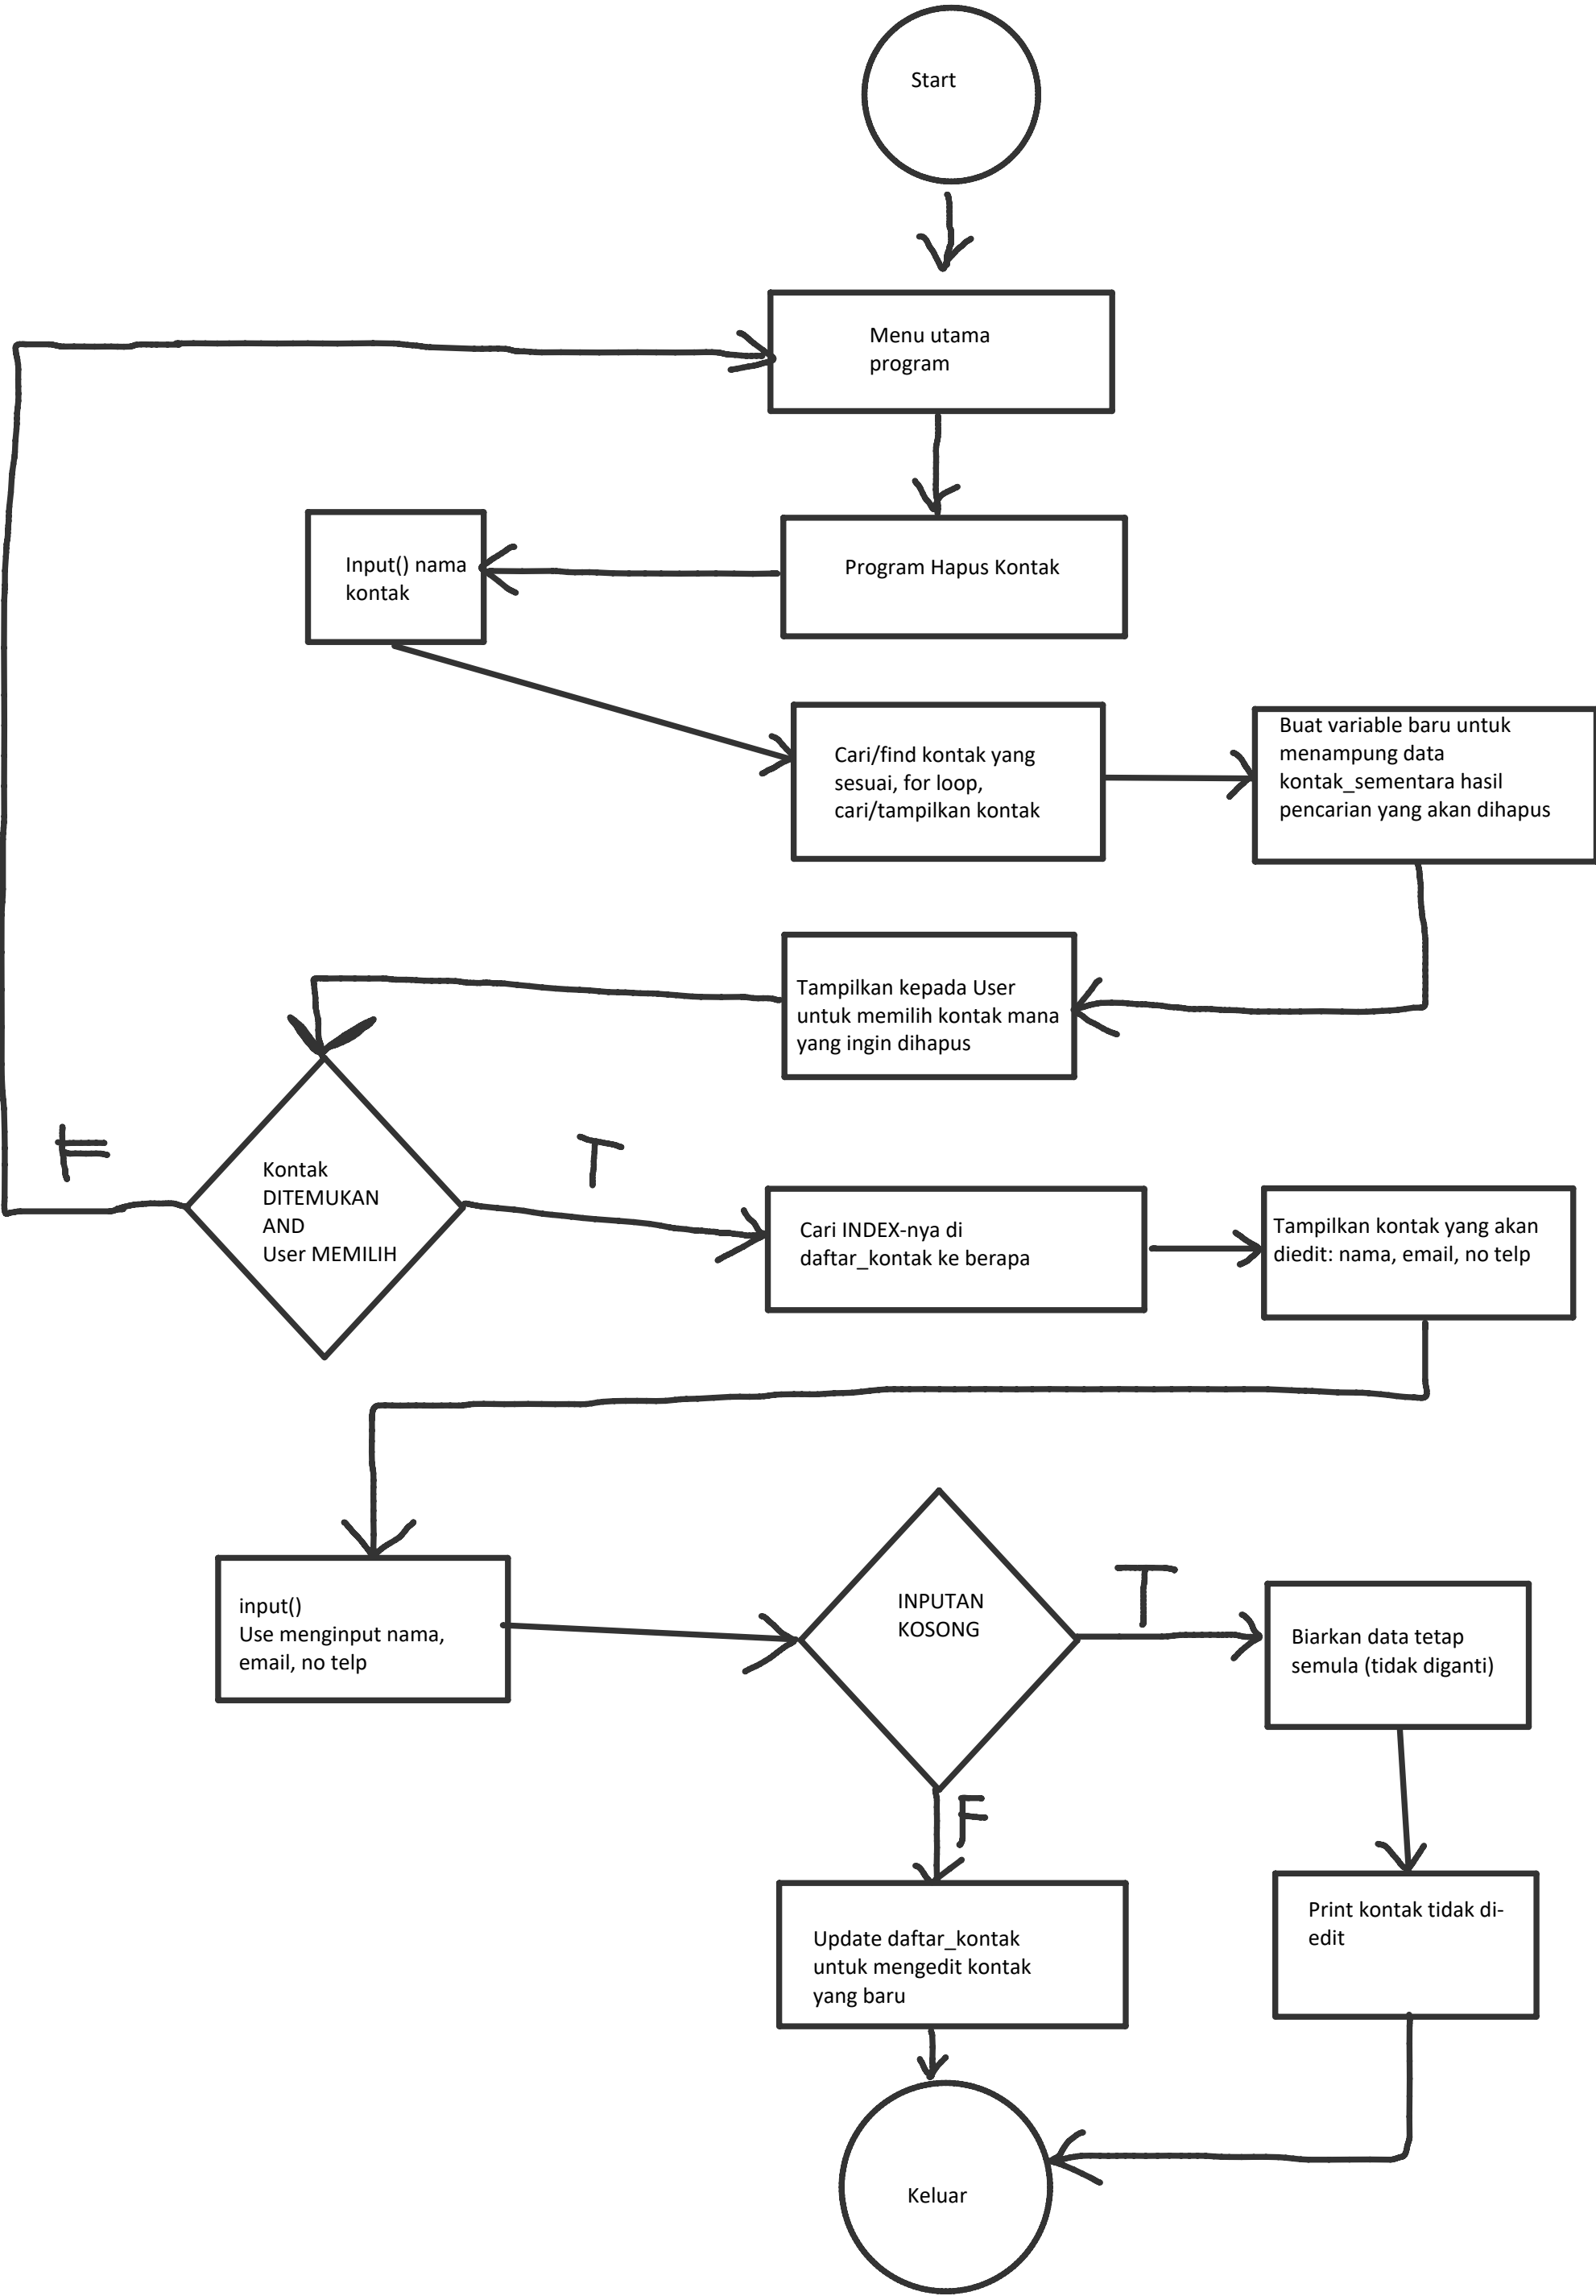 Start
Menu utama
program
Program Hapus Kontak
Input() nama
kontak
Cari/find kontak yang
sesuai, for loop,
cari/tampilkan kontak
Buat variable baru untuk
menampung data
kontak_sementara hasil
pencarian yang akan dihapus
Tampilkan kepada User
untuk memilih kontak mana
yang ingin dihapus
Kontak
DITEMUKAN
AND
User MEMILIH
F
T
Cari INDEX-nya di
daftar_kontak ke berapa
Tampilkan kontak yang akan
diedit: nama, email, no telp
input()
Use menginput nama,
email, no telp
INPUTAN
KOSONG
T
Biarkan data tetap
semula (tidak diganti)
F
Update daftar_kontak
untuk mengedit kontak
yang baru
Print kontak tidak di-
edit
Keluar